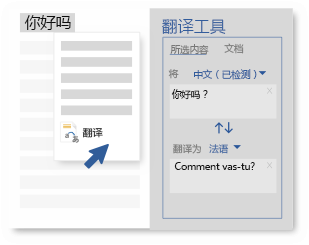 你好吗
翻译
翻译工具
所选内容 文档
将 中文（已检测）
你好吗？
x
翻译为 法语
Comment vas-tu?
x